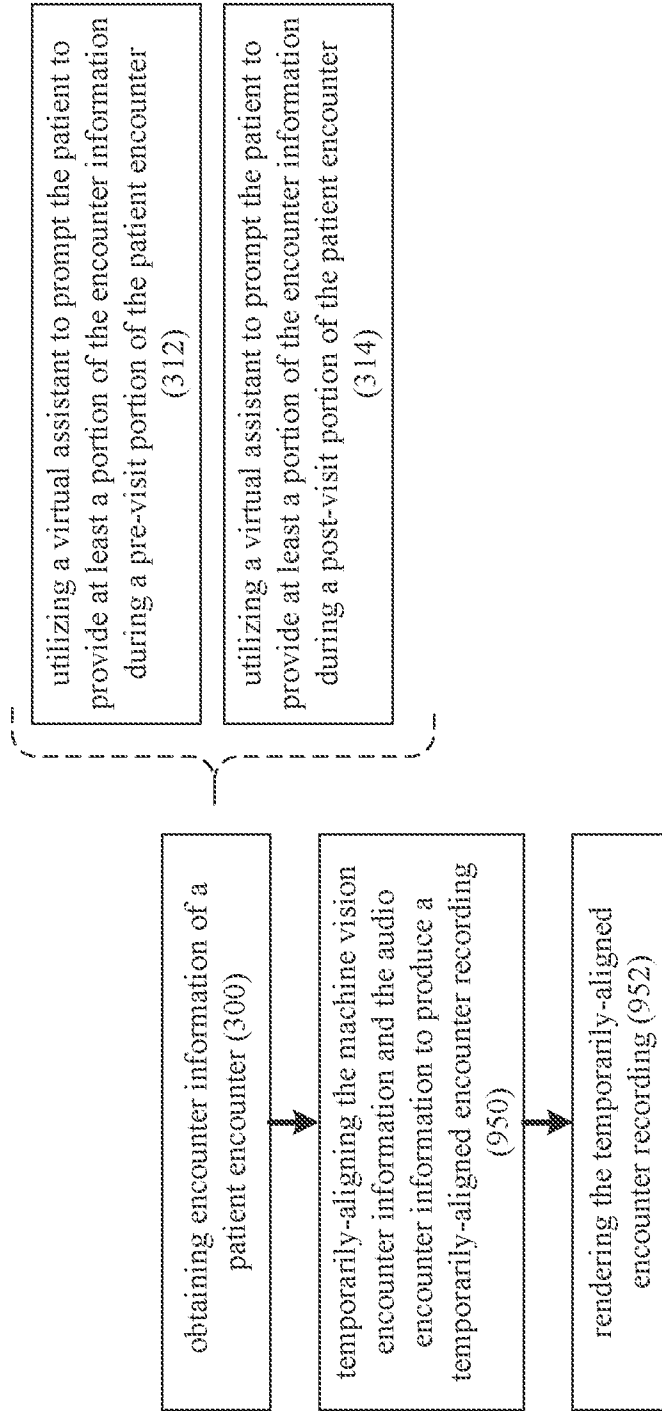 obtaining encounter information of a
patient encounter (300)
temporarily-aligning the machine vision
encounter information and the audio
encounter information to produce a
temporarily-aligned encounter recording
(950)
rendering the temporarily-aligned
encounter recording (952)
utilizing a virtual assistant to prompt the patient to
provide at least a portion of the encounter information
during a pre-visit portion of the patient encounter
(312)
utilizing a virtual assistant to prompt the patient to
provide at least a portion of the encounter information
during a post-visit portion of the patient encounter
(314)